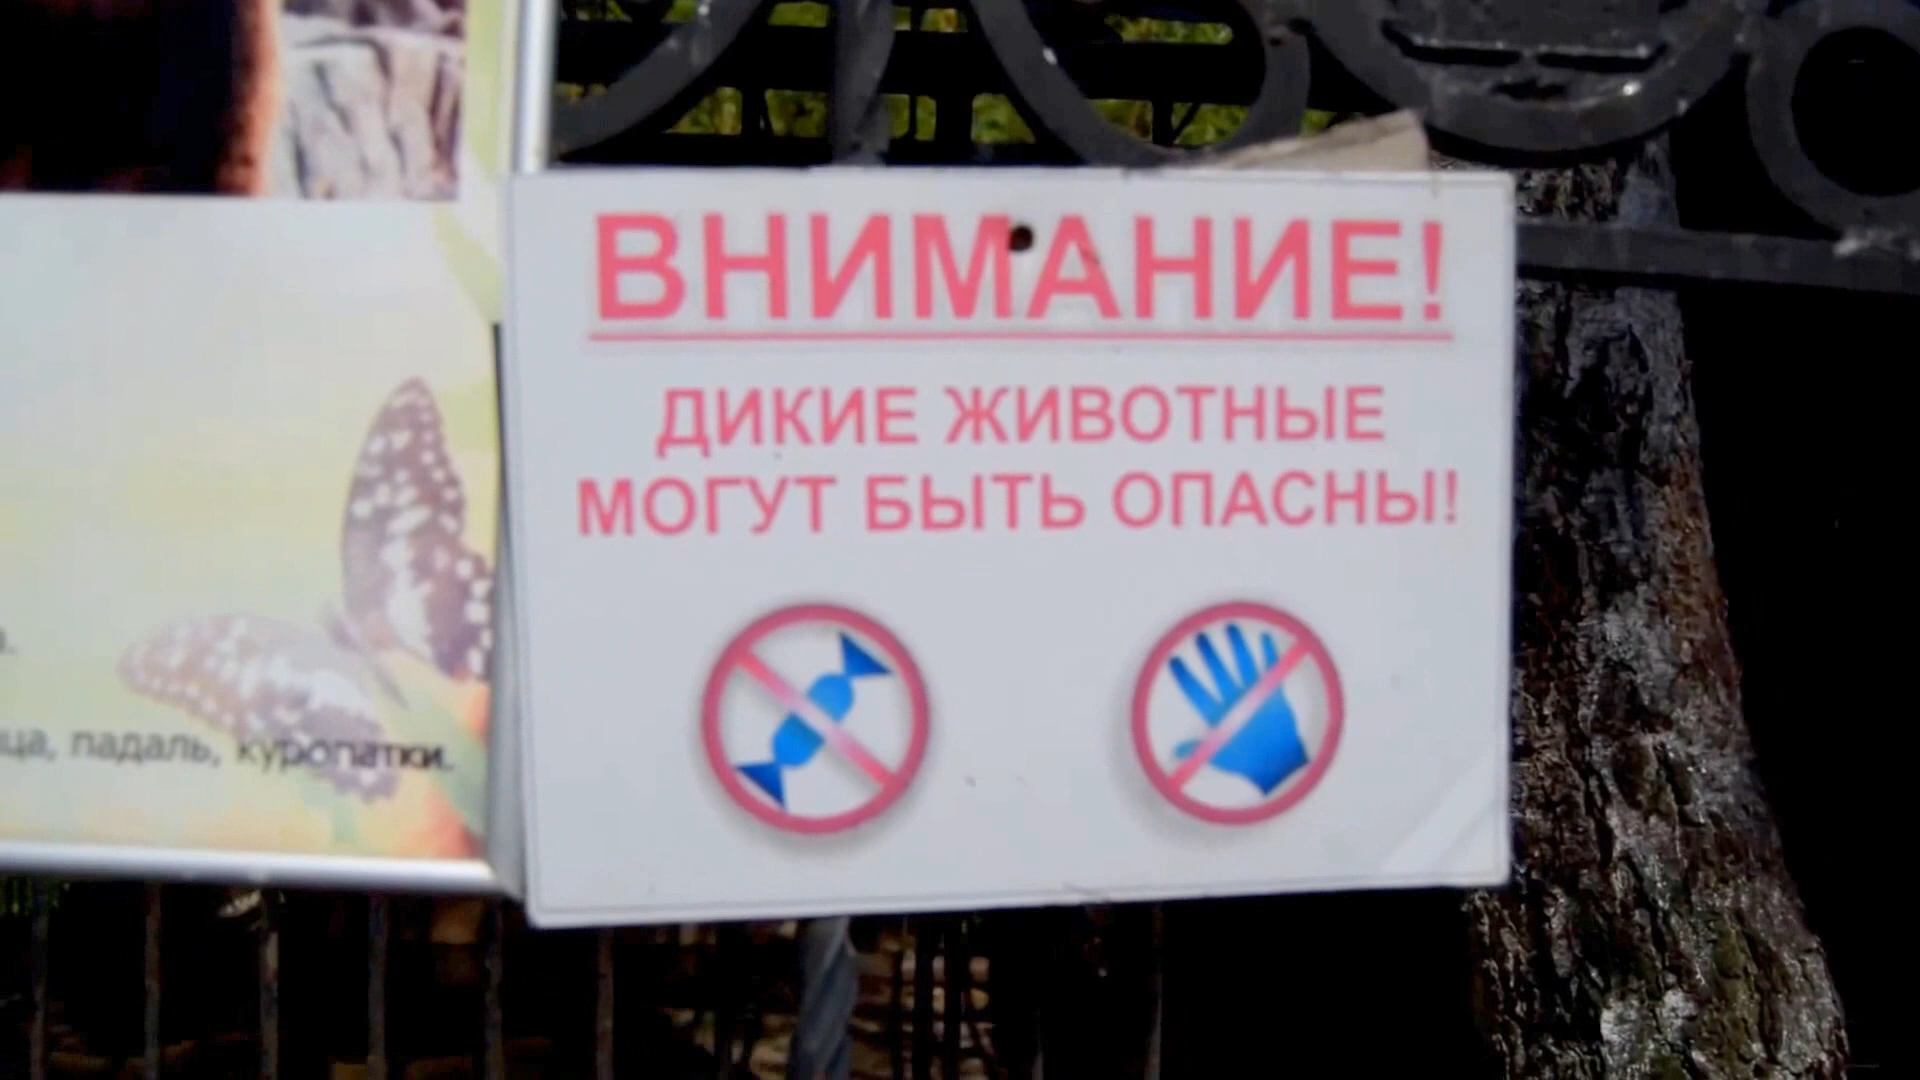 ВНИМАНИЕ!
ДИКИЕ ЖИВОТНЫЕ
МОГУТ БЫТЬ ОПАСНЫ!
падаль, куропатки.